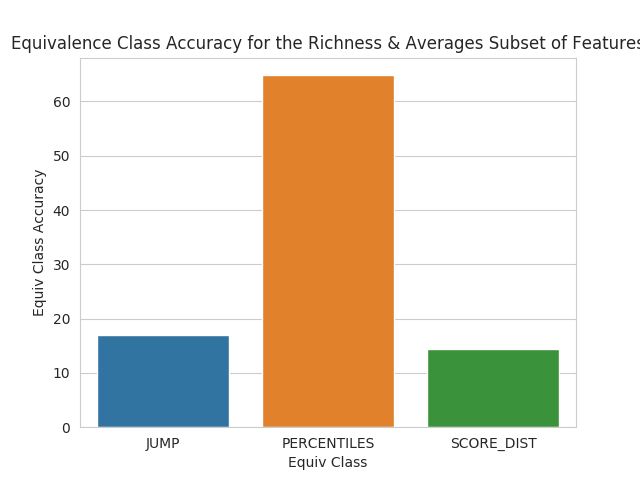 Equivalence Class Accuracy for the Richness & Averages Subset of Features
60
50
40
30
20
10
0
Equiv Class Accuracy
JUMP PERCENTILES SCORE_DIST
Equiv Class